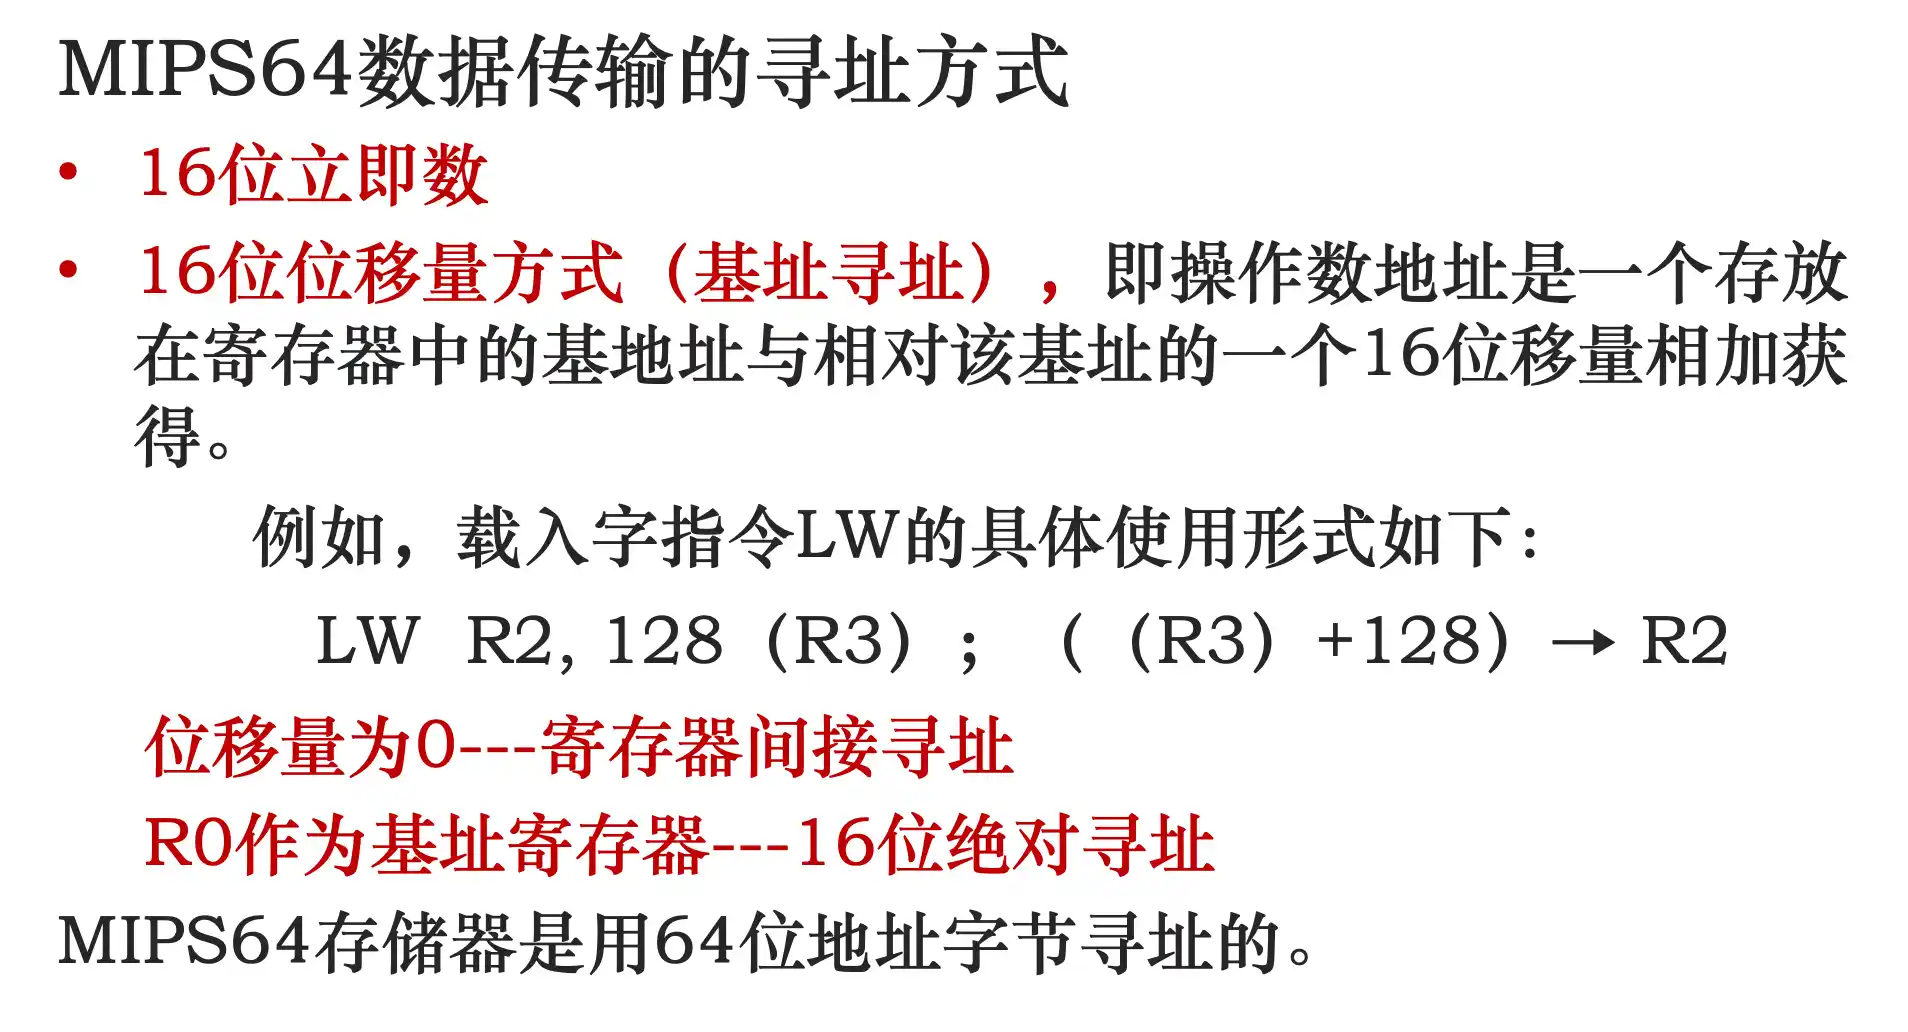 MIPS64数据传输的寻址方式
• 16位立即数
• 16位位移量方式（基址寻址），即操作数地址是一个存放
在寄存器中的基地址与相对该基址的一个16位移量相加获
得。
例如，载入字指令LW的具体使用形式如下：
LW R2, 128（R3）；（（R3）+128）→ R2
位移量为0---寄存器间接寻址
R0作为基址寄存器---16位绝对寻址
MIPS64存储器是用64位地址字节寻址的。